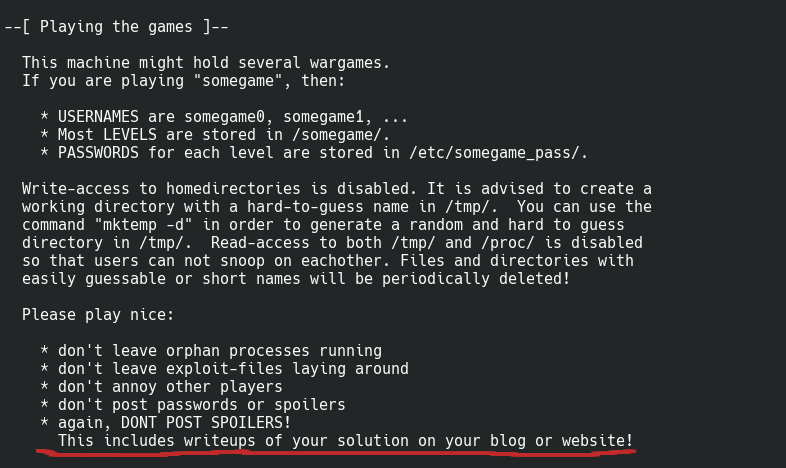 --[ Playing the games ]--
This machine might hold several wargames.
If you are playing "somegame", then:
* USERNAMES are somegame0, somegame1, ...
* Most LEVELS are stored in /somegame/.
* PASSWORDS for each level are stored in /etc/somegame_pass/.
Write-access to homedirectories is disabled. It is advised to create a
working directory with a hard-to-guess name in /tmp/.  You can use the
command "mktemp -d" in order to generate a random and hard to guess
directory in /tmp/.  Read-access to both /tmp/ and /proc/ is disabled
so that users can not snoop on eachother. Files and directories with
easily guessable or short names will be periodically deleted!
Please play nice:
* don't leave orphan processes running
* don't leave exploit-files laying around
* don't annoy other players
* don't post passwords or spoilers
* again, DONT POST SPOILERS!
This includes writeups of your solution on your blog or website!